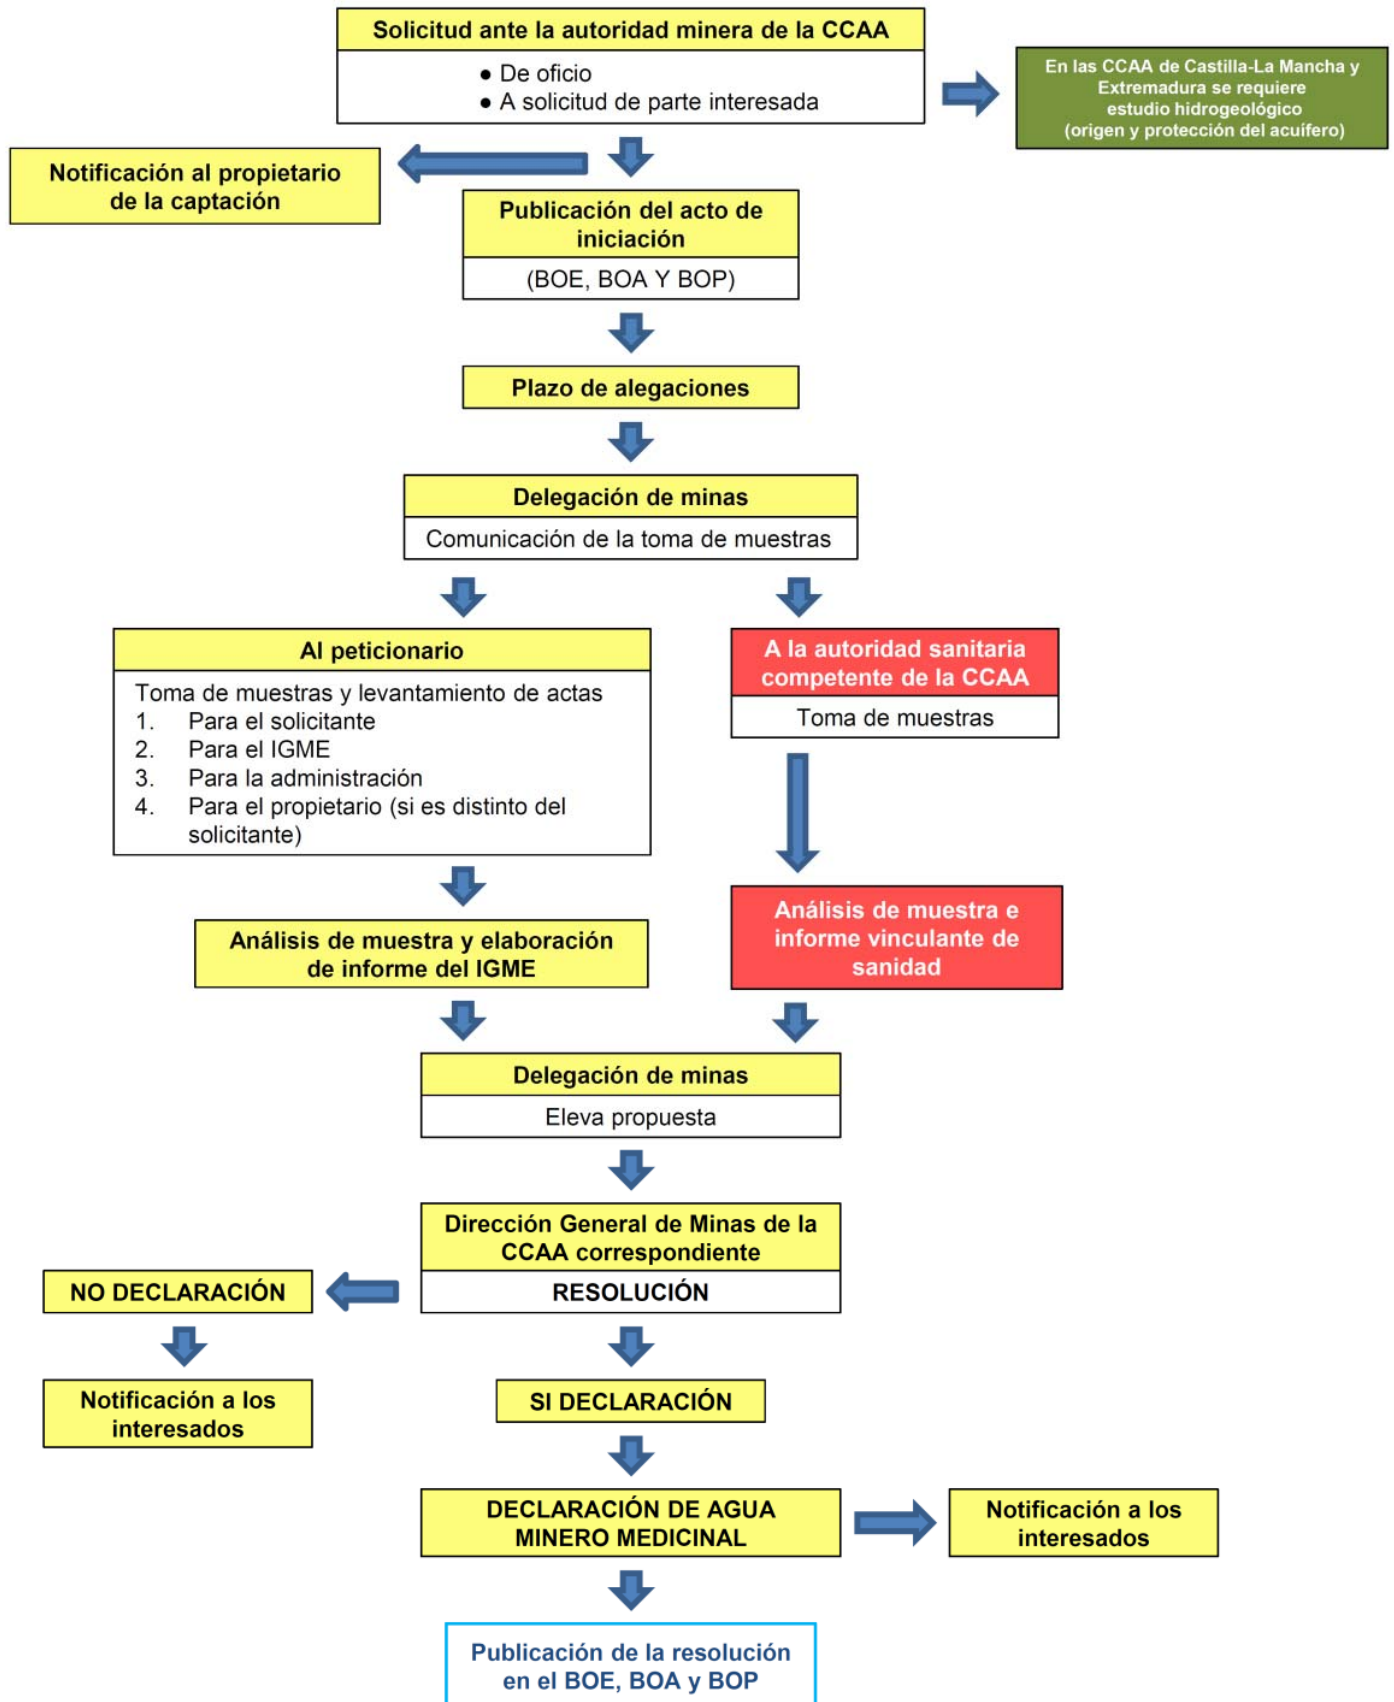 Solicitud ante la autoridad minera de la CCAA
● De oficio
● A solicitud de parte interesada
En las CCAA de Castilla-La Mancha y
Extremadura se requiere
estudio hidrogeológico
(origen y protección del acuífero)
Notificación al propietario
de la captación
Publicación del acto de
iniciación
(BOE, BOA Y BOP)
Plazo de alegaciones
Delegación de minas
Comunicación de la toma de muestras
Al peticionario
Toma de muestras y levantamiento de actas
1. Para el solicitante
2. Para el IGME
3. Para la administración
4. Para el propietario (si es distinto del
solicitante)
A la autoridad sanitaria
competente de la CCAA
Toma de muestras
Análisis de muestra y elaboración
de informe del IGME
Análisis de muestra e
informe vinculante de
sanidad
Delegación de minas
Eleva propuesta
Dirección General de Minas de la
CCAA correspondiente
RESOLUCIÓN
NO DECLARACIÓN
Notificación a los
interesados
SI DECLARACIÓN
DECLARACIÓN DE AGUA
MINERO MEDICINAL
Notificación a los
interesados
Publicación de la resolución
en el BOE, BOA y BOP